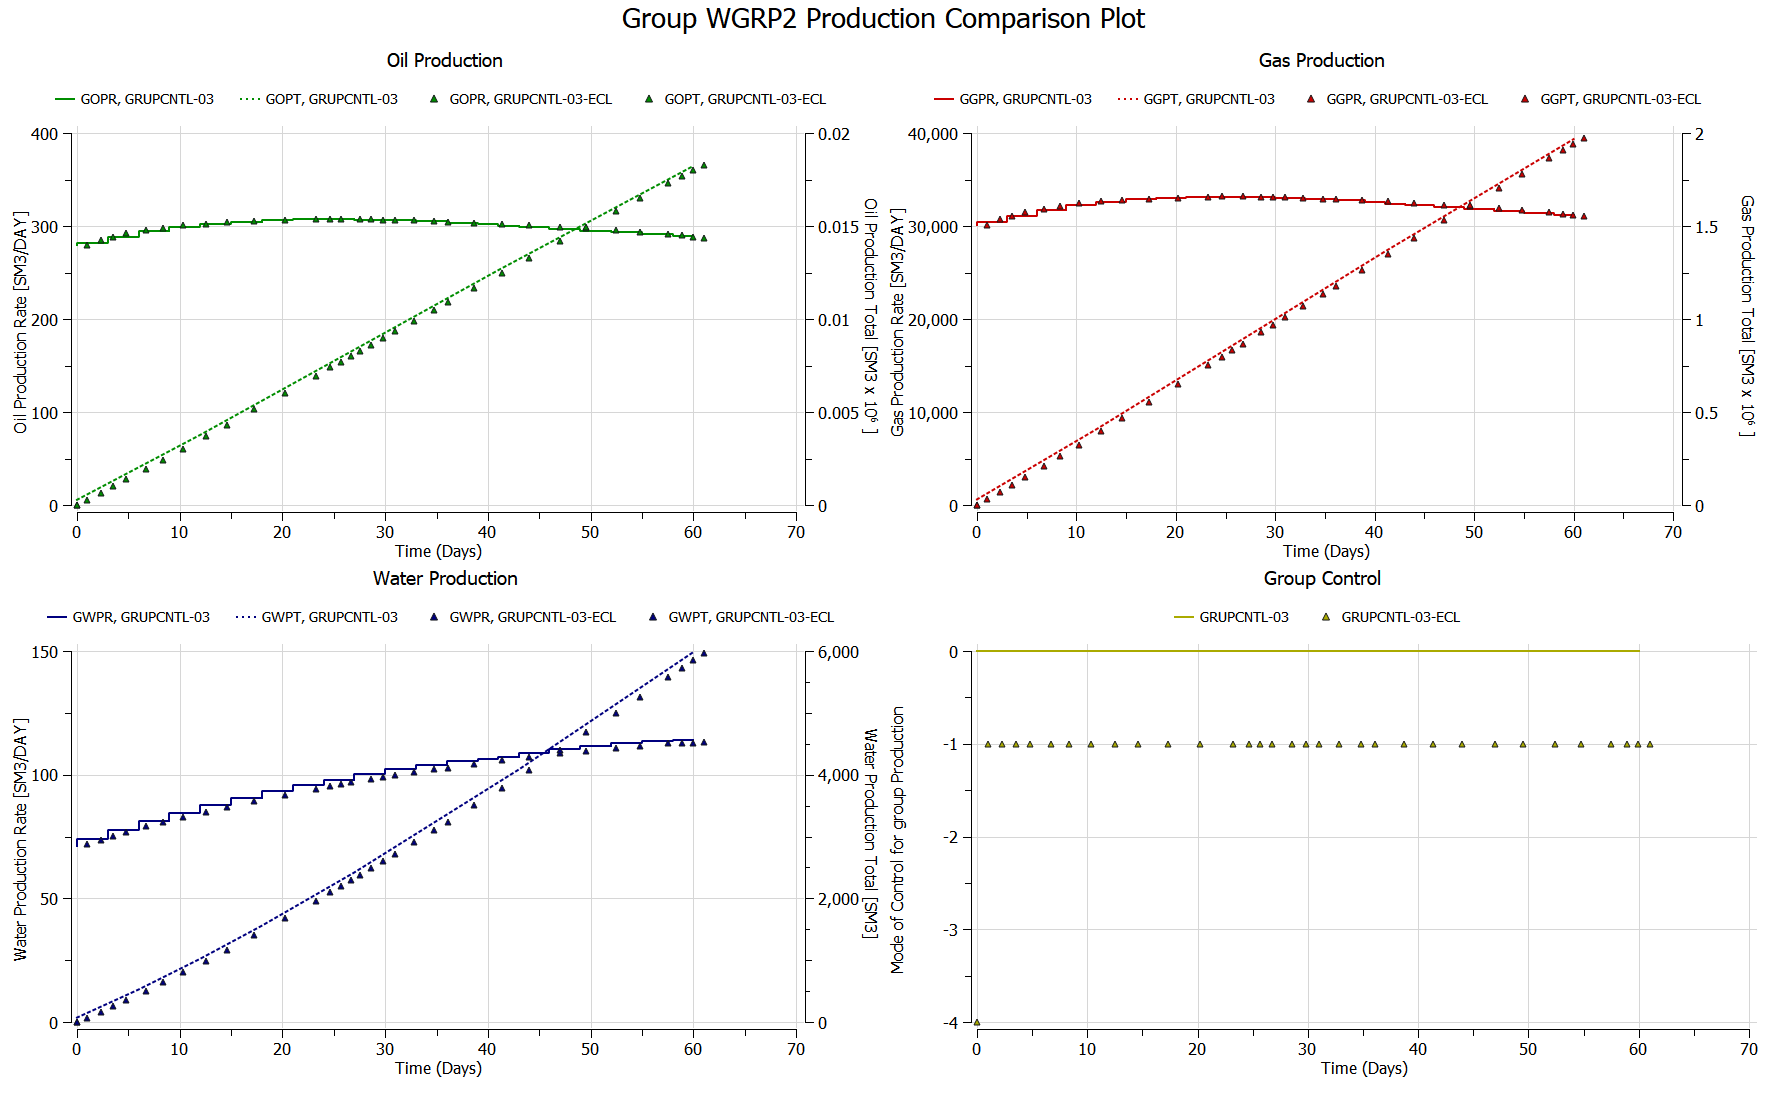 Group WGRP2 Production Comparison Plot
Oil Production
GOPR, GRUPCNTL-03 GOPT, GRUPCNTL-03 GOPR, GRUPCNTL-03-ECL GOPT, GRUPCNTL-03-ECL
Oil Production Rate [SM3/DAY]
400
300
200
100
0
0.02
0.015
0.01
0.005
0
Oil Production Total [SM3 x 10⁶ ]
0 10 20 30 40 50 60 70
Time (Days)
Gas Production
GGPR, GRUPCNTL-03 GGPT, GRUPCNTL-03 GGPR, GRUPCNTL-03-ECL GGPT, GRUPCNTL-03-ECL
Gas Production Rate [SM3/DAY]
40,000
30,000
20,000
10,000
0
2
1.5
1
0.5
0
Gas Production Total [SM3 x 10⁶ ]
0 10 20 30 40 50 60 70
Time (Days)
Water Production
GWPR, GRUPCNTL-03 GWPT, GRUPCNTL-03 GWPR, GRUPCNTL-03-ECL GWPT, GRUPCNTL-03-ECL
Water Production Rate [SM3/DAY]
150
100
50
0
6,000
4,000
2,000
0
Water Production Total [SM3]
0 10 20 30 40 50 60 70
Time (Days)
Group Control
GRUPCNTL-03 GRUPCNTL-03-ECL
Mode of Control for group Production
0
-1
-2
-3
-4
0 10 20 30 40 50 60 70
Time (Days)